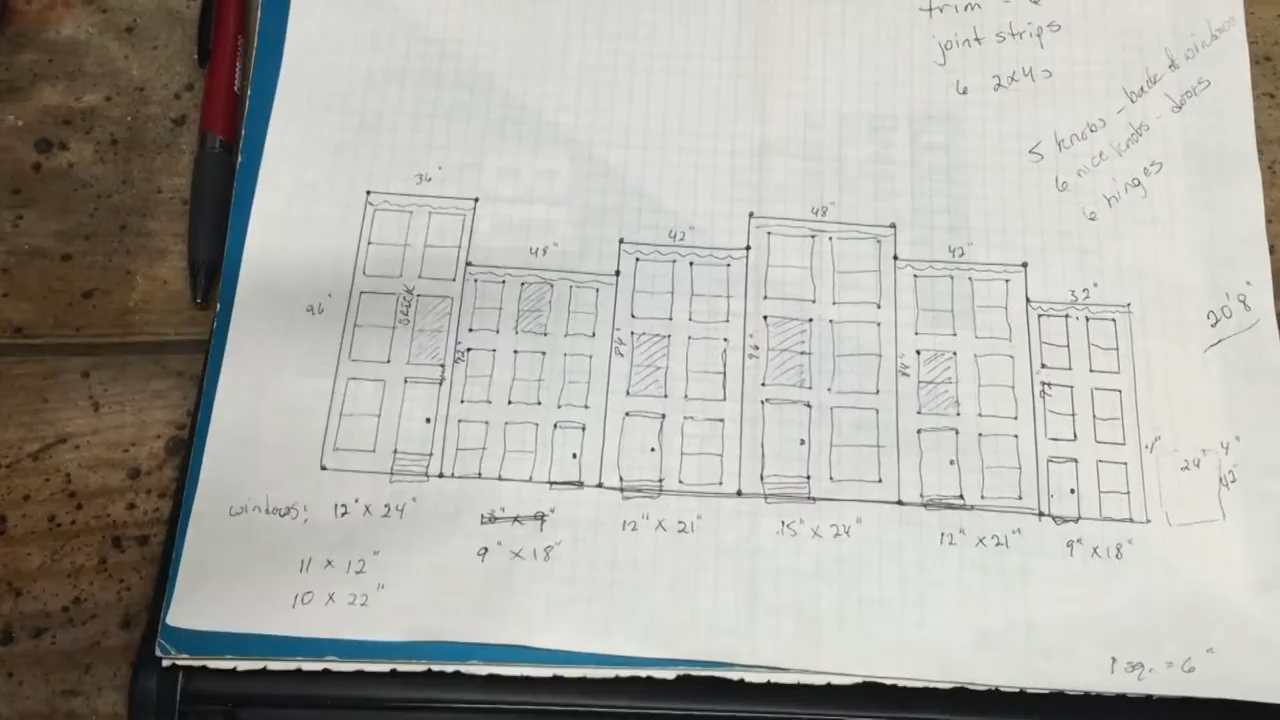 trim -
joint strips
6 2x4s
5 knobs - back of windows
6 nice knobs - doors
6 hinges
36"
48"
42"
48"
42"
32"
96"
72"
84"
96"
84"
72"
20'8"
24"
4"
42"
windows: 12" x 24"
9" x 18"
12" x 21"
15" x 24"
12" x 21"
9" x 18"
11 x 12"
10 x 22"
1 sq. = 6"